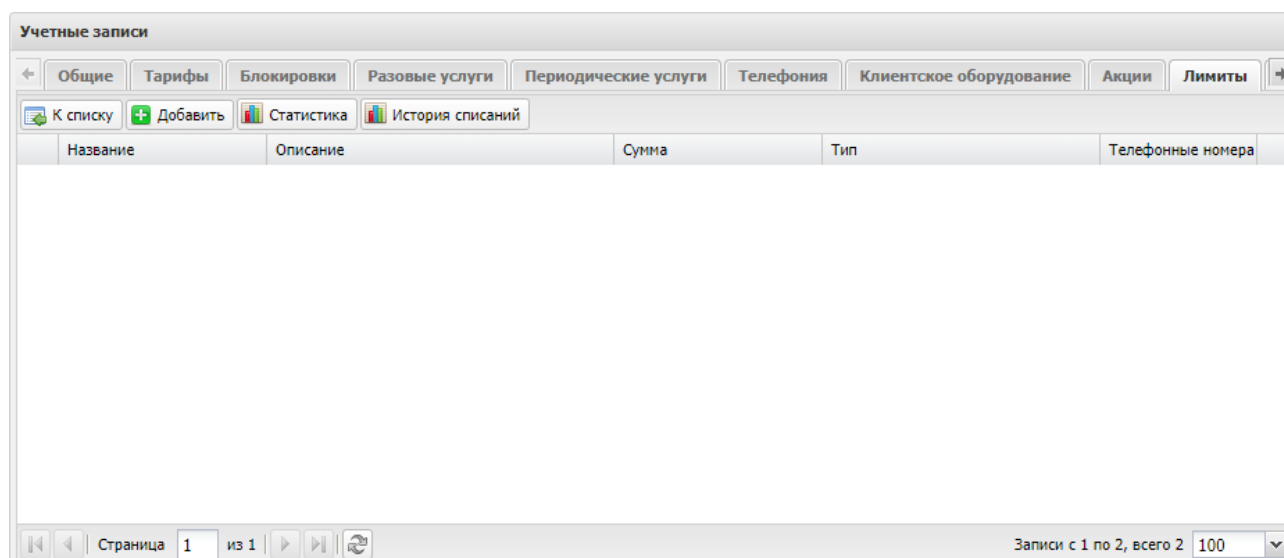 Учетные записи
Общие Тарифы Блокировки Разовые услуги Периодические услуги Телефония Клиентское оборудование Акции Лимиты
К списку Добавить Статистика История списаний
Название Описание Сумма Тип Телефонные номера
Страница 1 из 1 Записи с 1 по 2, всего 2 100